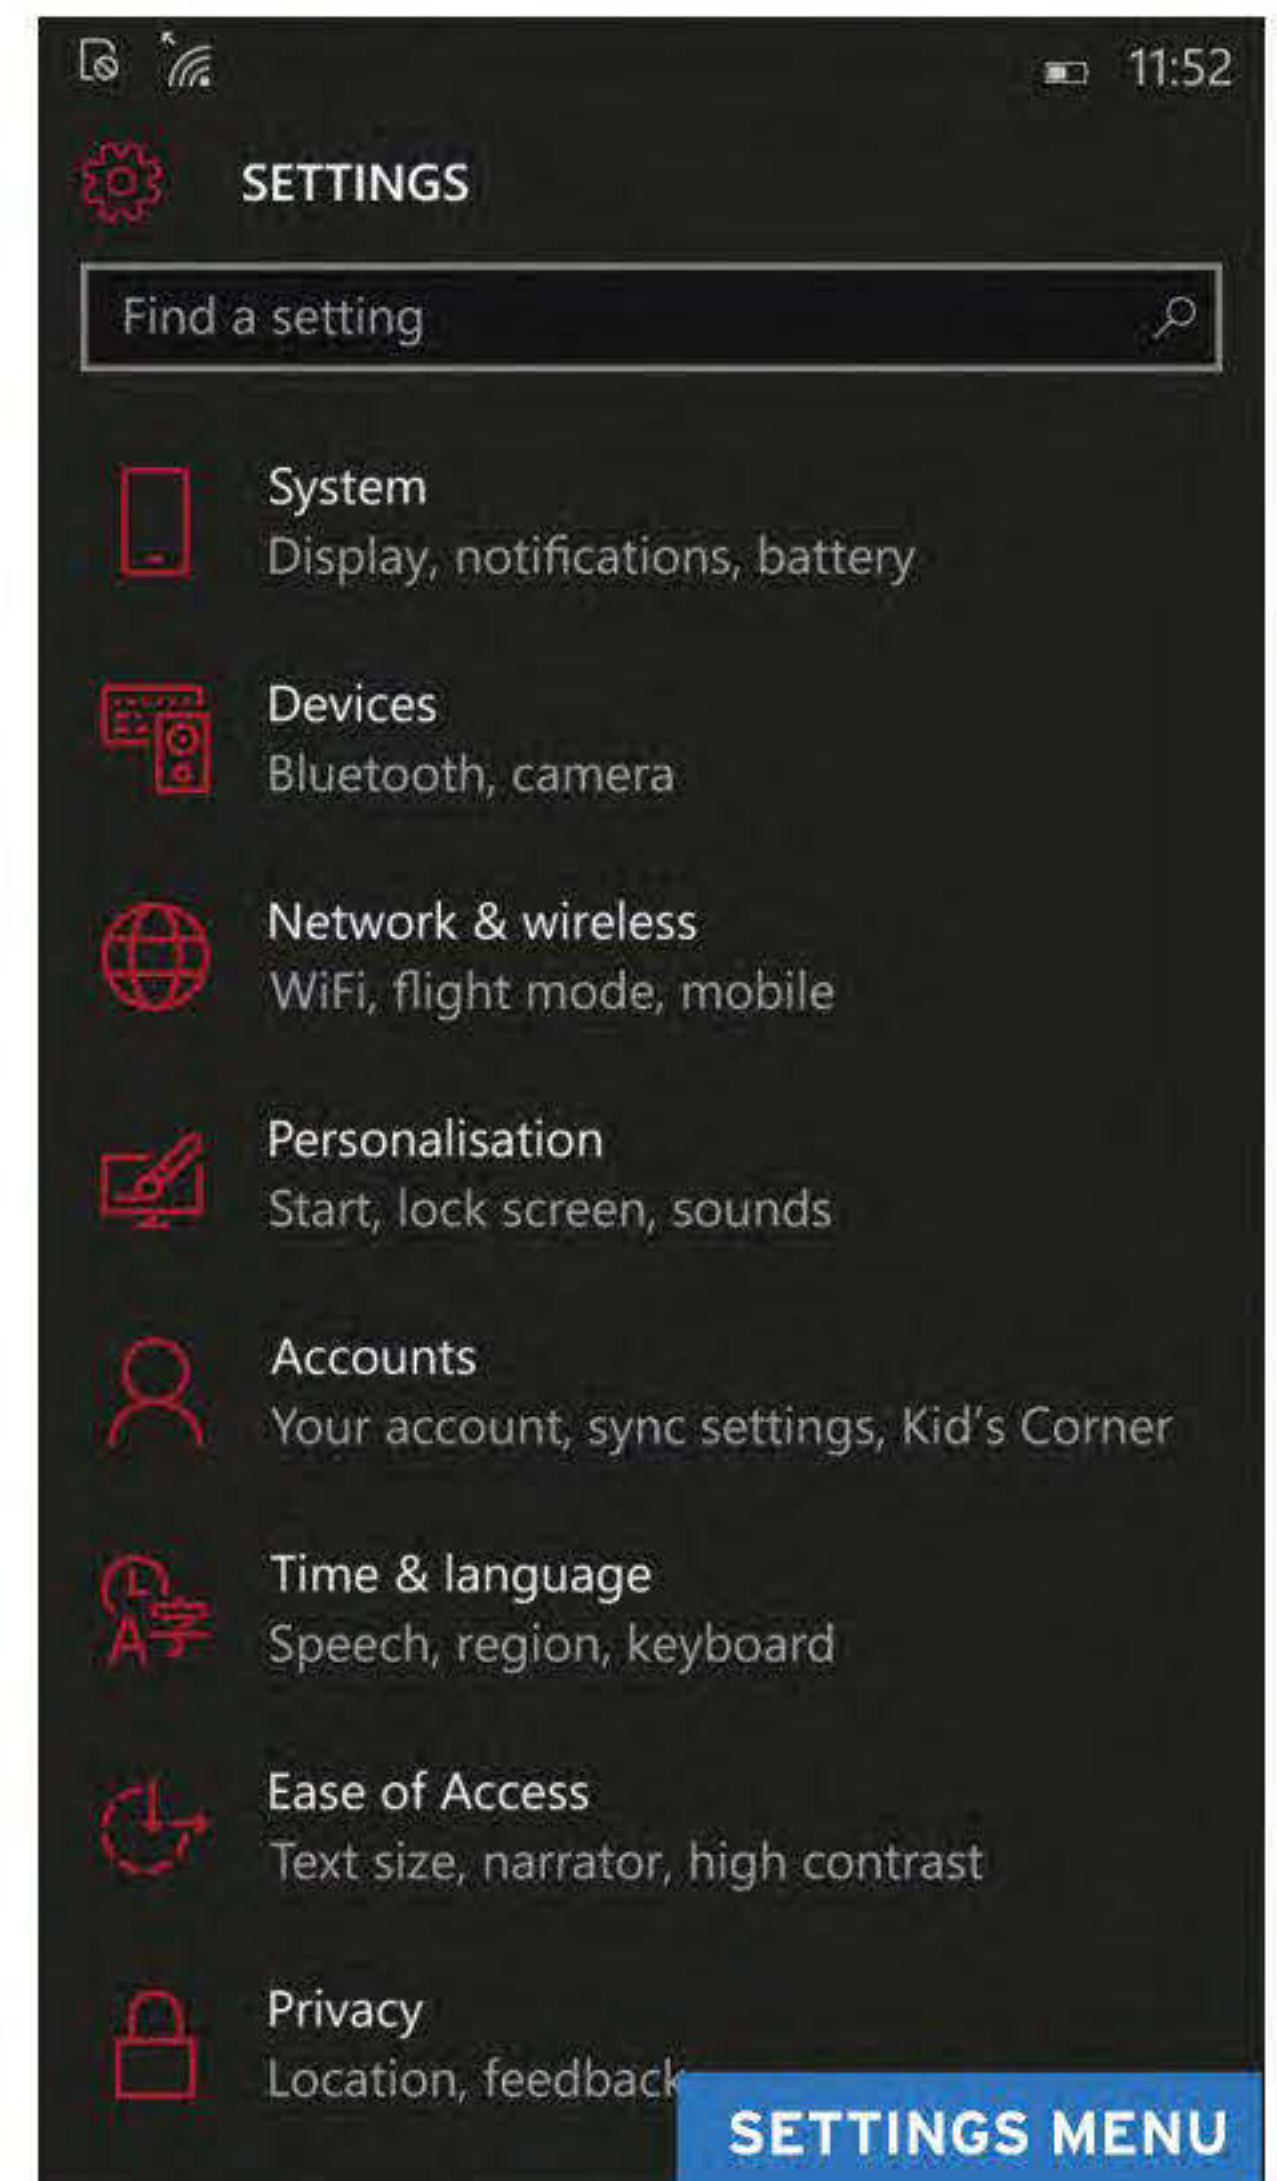 11:52
SETTINGS
Find a setting
System
Display, notifications, battery
Devices
Bluetooth, camera
Network & wireless
WiFi, flight mode, mobile
Personalisation
Start, lock screen, sounds
Accounts
Your account, sync settings, Kid's Corner
Time & language
Speech, region, keyboard
Ease of Access
Text size, narrator, high contrast
Privacy
Location, feedback
SETTINGS MENU